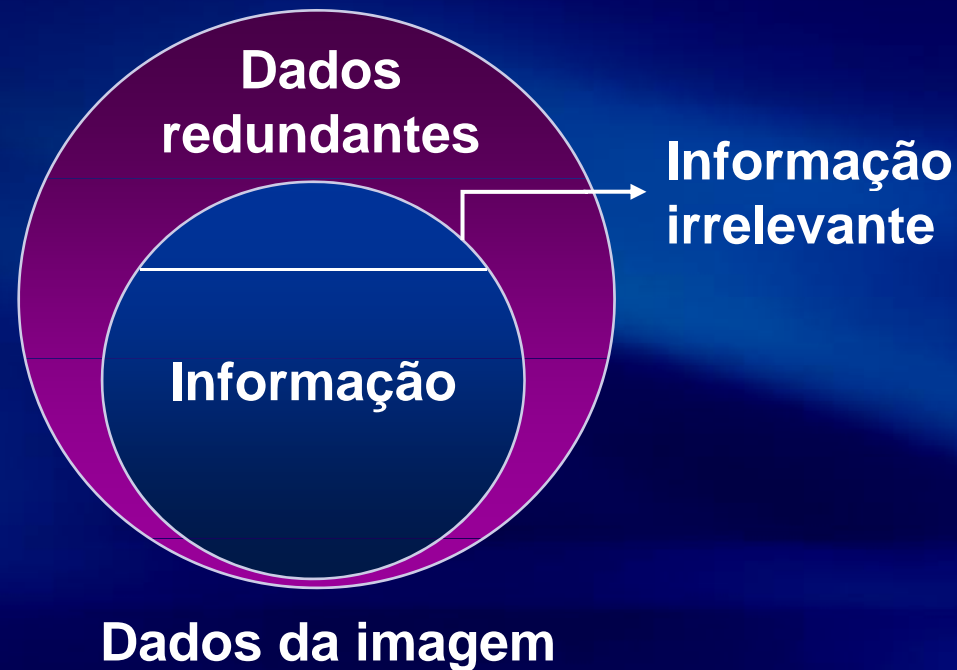 Dados
redundantes
Informação
irrelevante
Informação
Dados da imagem